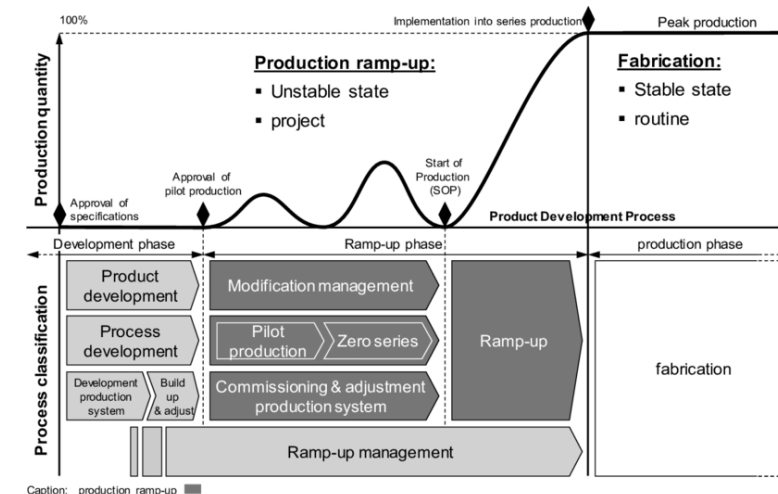 100%
Implementation into series production
Peak production
Production quantity
Production ramp-up:
▪ Unstable state
▪ project
Fabrication:
▪ Stable state
▪ routine
Approval of
specifications
Approval of
pilot production
Start of
Production
(SOP)
Product Development Process
Development phase
Ramp-up phase
production phase
Process classification
Product
development
Modification management
Process
development
Pilot
production
Zero series
Development
production
system
Build
up
& adjust
Commissioning & adjustment
production system
Ramp-up
fabrication
Ramp-up management
Caption: production ramp-up